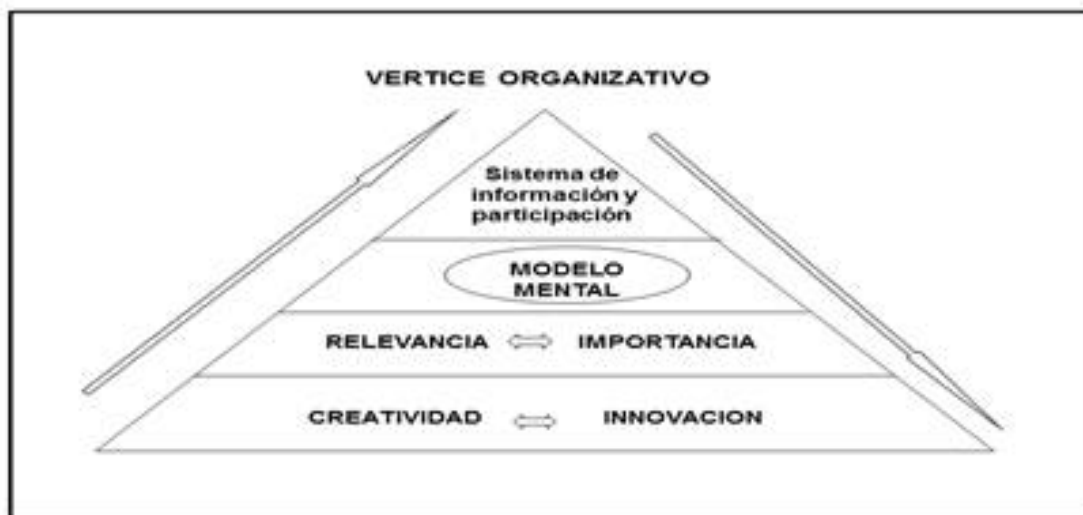 VERTICE ORGANIZATIVO
Sistema de
información y
participación
MODELO
MENTAL
RELEVANCIA IMPORTANCIA
CREATIVIDAD INNOVACION